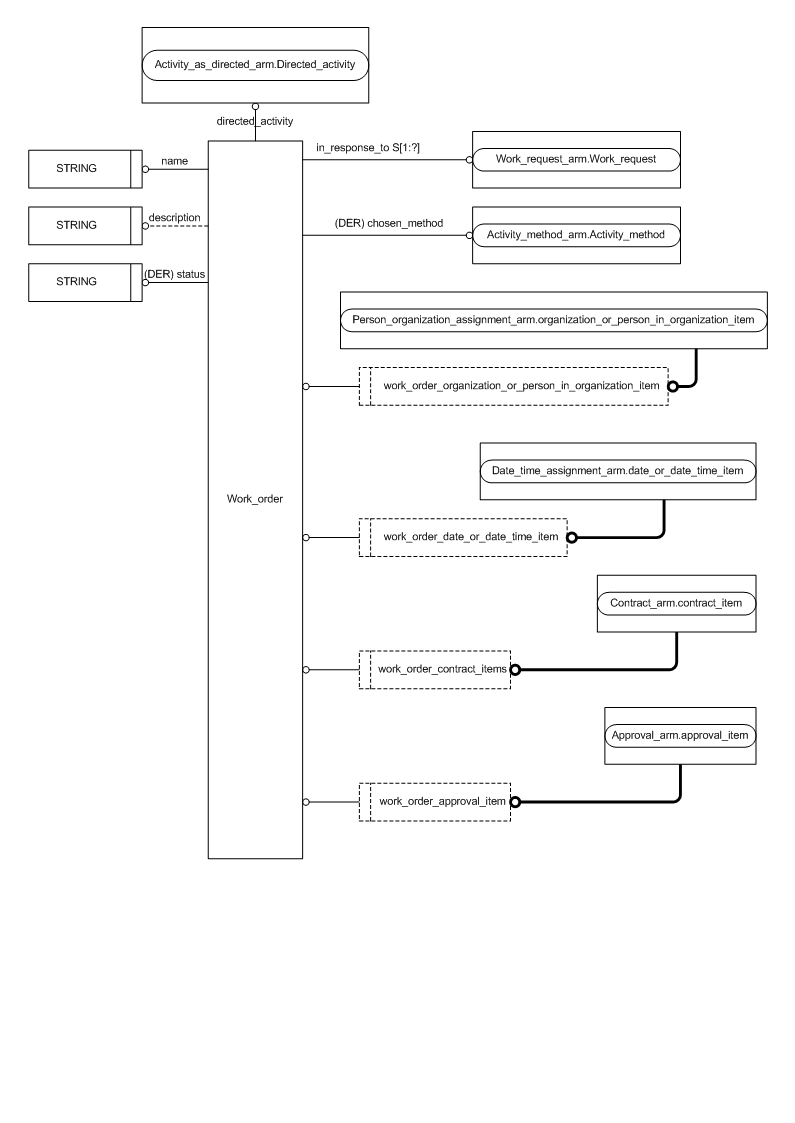 Activity_as_directed_arm.Directed_activity
directed_activity
STRING
name
in_response_to S[1:?]
Work_request_arm.Work_request
STRING
description
(DER) chosen_method
Activity_method_arm.Activity_method
STRING
(DER) status
Person_organization_assignment_arm.organization_or_person_in_organization_item
work_order_organization_or_person_in_organization_item
Date_time_assignment_arm.date_or_date_time_item
Work_order
work_order_date_or_date_time_item
Contract_arm.contract_item
work_order_contract_items
Approval_arm.approval_item
work_order_approval_item